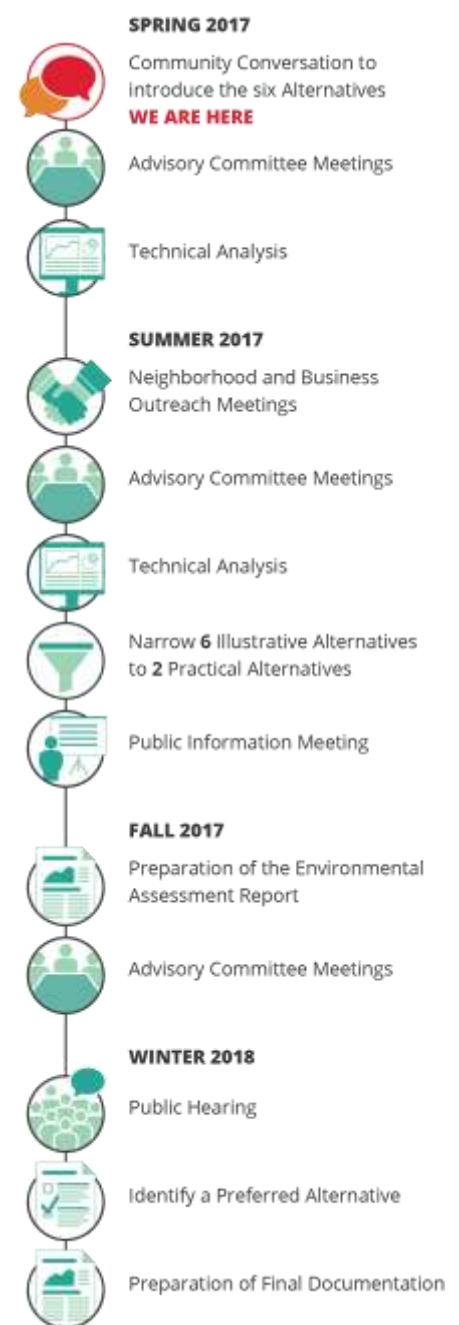 SPRING 2017
Community Conversation to
introduce the six Alternatives
WE ARE HERE
Advisory Committee Meetings
Technical Analysis
SUMMER 2017
Neighborhood and Business
Outreach Meetings
Advisory Committee Meetings
Technical Analysis
Narrow 6 Illustrative Alternatives
to 2 Practical Alternatives
Public Information Meeting
FALL 2017
Preparation of the Environmental
Assessment Report
Advisory Committee Meetings
WINTER 2018
Public Hearing
Identify a Preferred Alternative
Preparation of Final Documentation